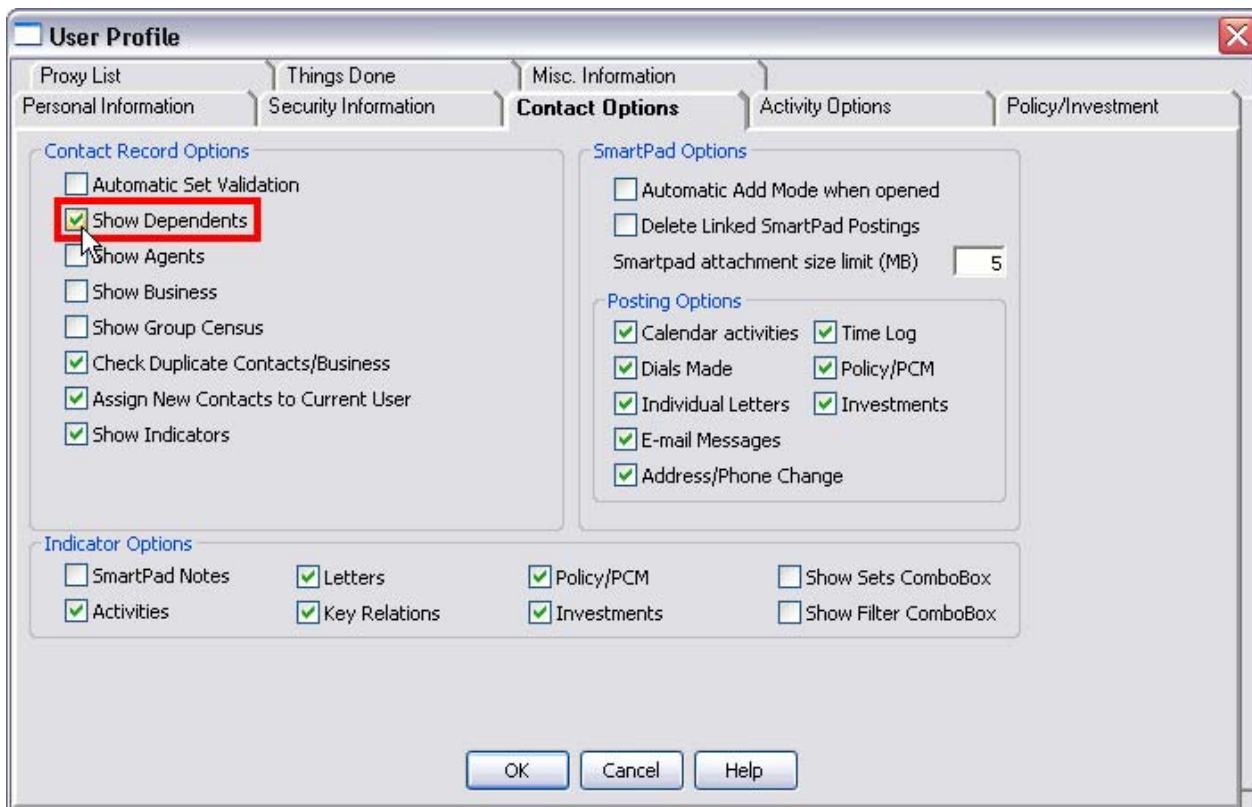 User Profile
Proxy List Things Done Misc. Information
Personal Information Security Information Contact Options Activity Options Policy/Investment
Contact Record Options
Automatic Set Validation
Show Dependents
Show Agents
Show Business
Show Group Census
Check Duplicate Contacts/Business
Assign New Contacts to Current User
Show Indicators
SmartPad Options
Automatic Add Mode when opened
Delete Linked SmartPad Postings
Smartpad attachment size limit (MB) 5
Posting Options
Calendar activities Time Log
Dials Made Policy/PCM
Individual Letters Investments
E-mail Messages
Address/Phone Change
Indicator Options
SmartPad Notes Letters Policy/PCM Show Sets ComboBox
Activities Key Relations Investments Show Filter ComboBox
OK Cancel Help